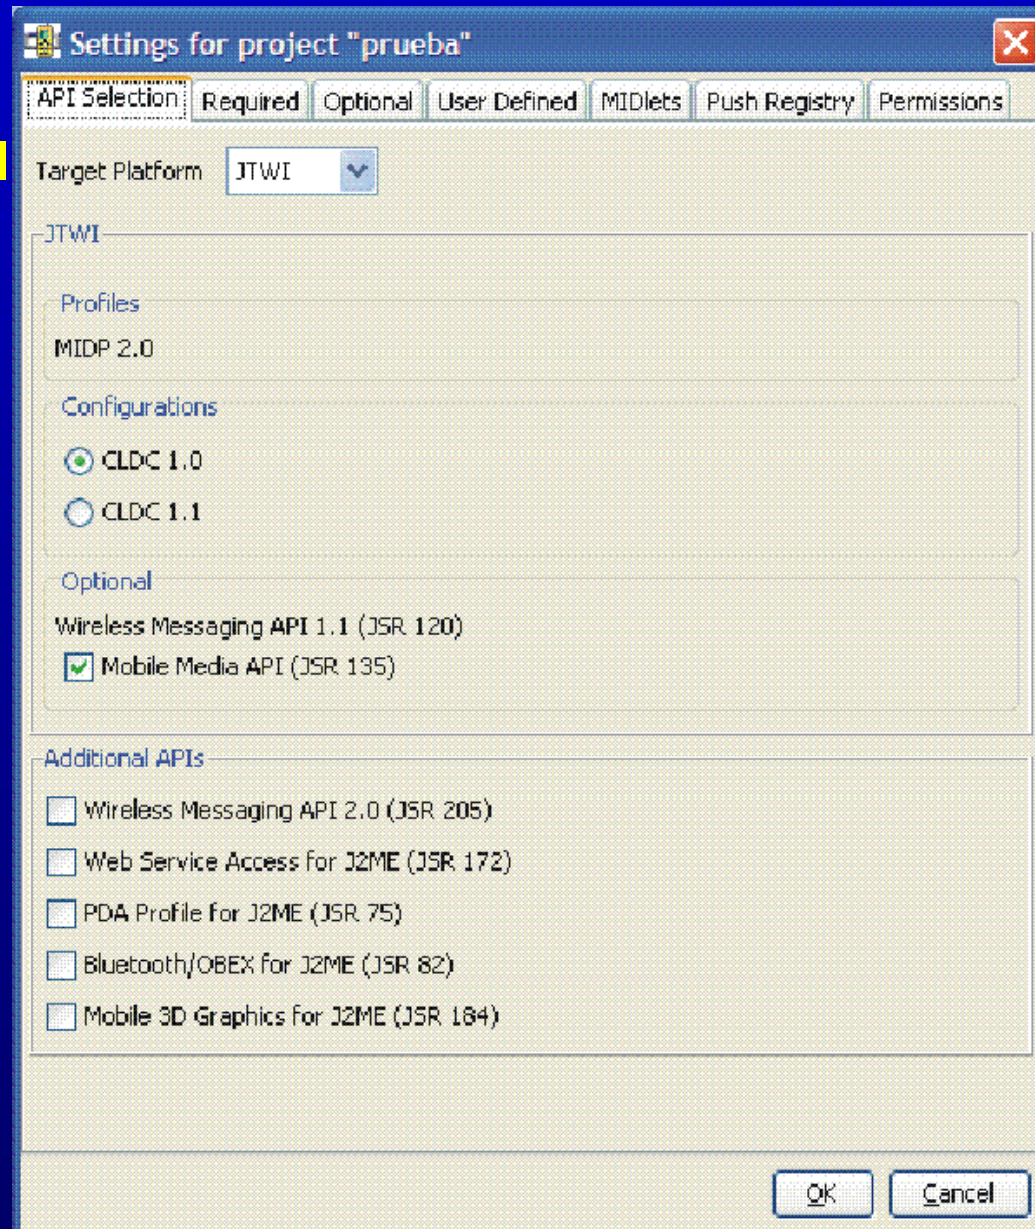 Settings for project "prueba"
API Selection Required Optional User Defined MIDlets Push Registry Permissions
Target Platform JTWI
JTWI
Profiles
MIDP 2.0
Configurations
CLDC 1.0
CLDC 1.1
Optional
Wireless Messaging API 1.1 (JSR 120)
Mobile Media API (JSR 135)
Additional APIs
Wireless Messaging API 2.0 (JSR 205)
Web Service Access for J2ME (JSR 172)
PDA Profile for J2ME (JSR 75)
Bluetooth/OBEX for J2ME (JSR 82)
Mobile 3D Graphics for J2ME (JSR 184)
OK Cancel